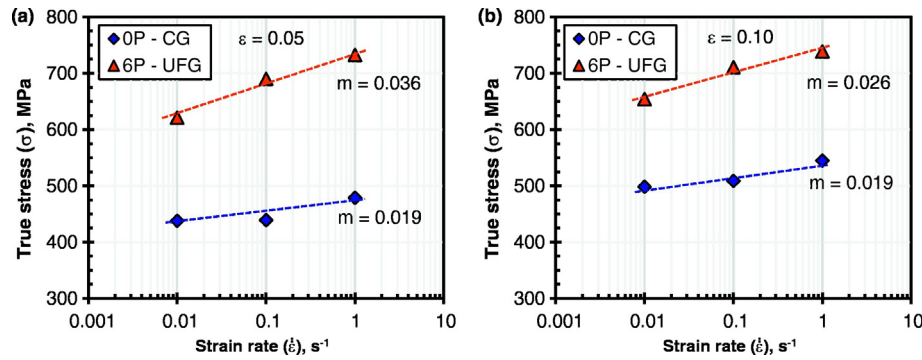 (a)
0P - CG
6P - UFG
ε = 0.05
m = 0.036
m = 0.019
True stress (σ), MPa
800
700
600
500
400
300
0.001
0.01
0.1
1
10
Strain rate (ε̇), s⁻¹
(b)
0P - CG
6P - UFG
ε = 0.10
m = 0.026
m = 0.019
True stress (σ), MPa
800
700
600
500
400
300
0.001
0.01
0.1
1
10
Strain rate (ε̇), s⁻¹